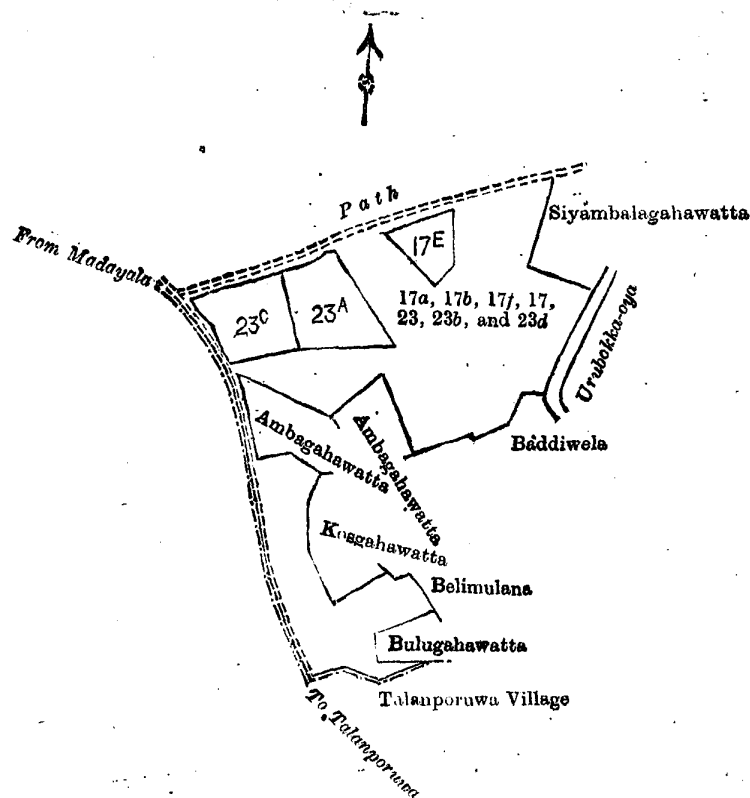 Path
Siyambalagahawatta
From Madayala
17E
23C
23A
17a, 17b, 17f, 17,
23, 23b, and 23d
Urubokka-oya
Ambagahawatta
Ambagahawatta
Baddiwela
Kosgahawatta
Belimulana
Bulugahawatta
Talanporuwa Village
To Talanporuwa